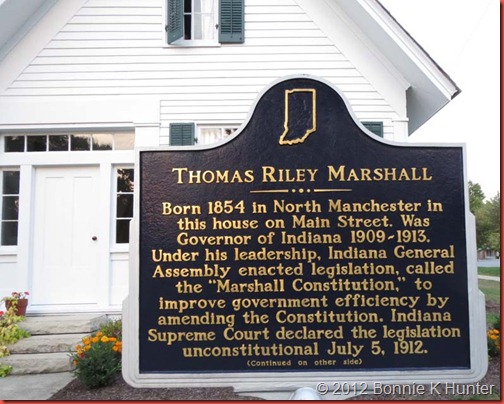 THOMAS RILEY MARSHALL
BORN 1854 IN NORTH MANCHESTER IN
THIS HOUSE ON MAIN STREET. WAS
GOVERNOR OF INDIANA 1909-1913.
UNDER HIS LEADERSHIP, INDIANA GENERAL
ASSEMBLY ENACTED LEGISLATION, CALLED
THE "MARSHALL CONSTITUTION," TO
IMPROVE GOVERNMENT EFFICIENCY BY
AMENDING THE CONSTITUTION. INDIANA
SUPREME COURT DECLARED THE LEGISLATION
UNCONSTITUTIONAL JULY 5, 1912.
(Continued on other side)
© 2012 Bonnie K Hunter